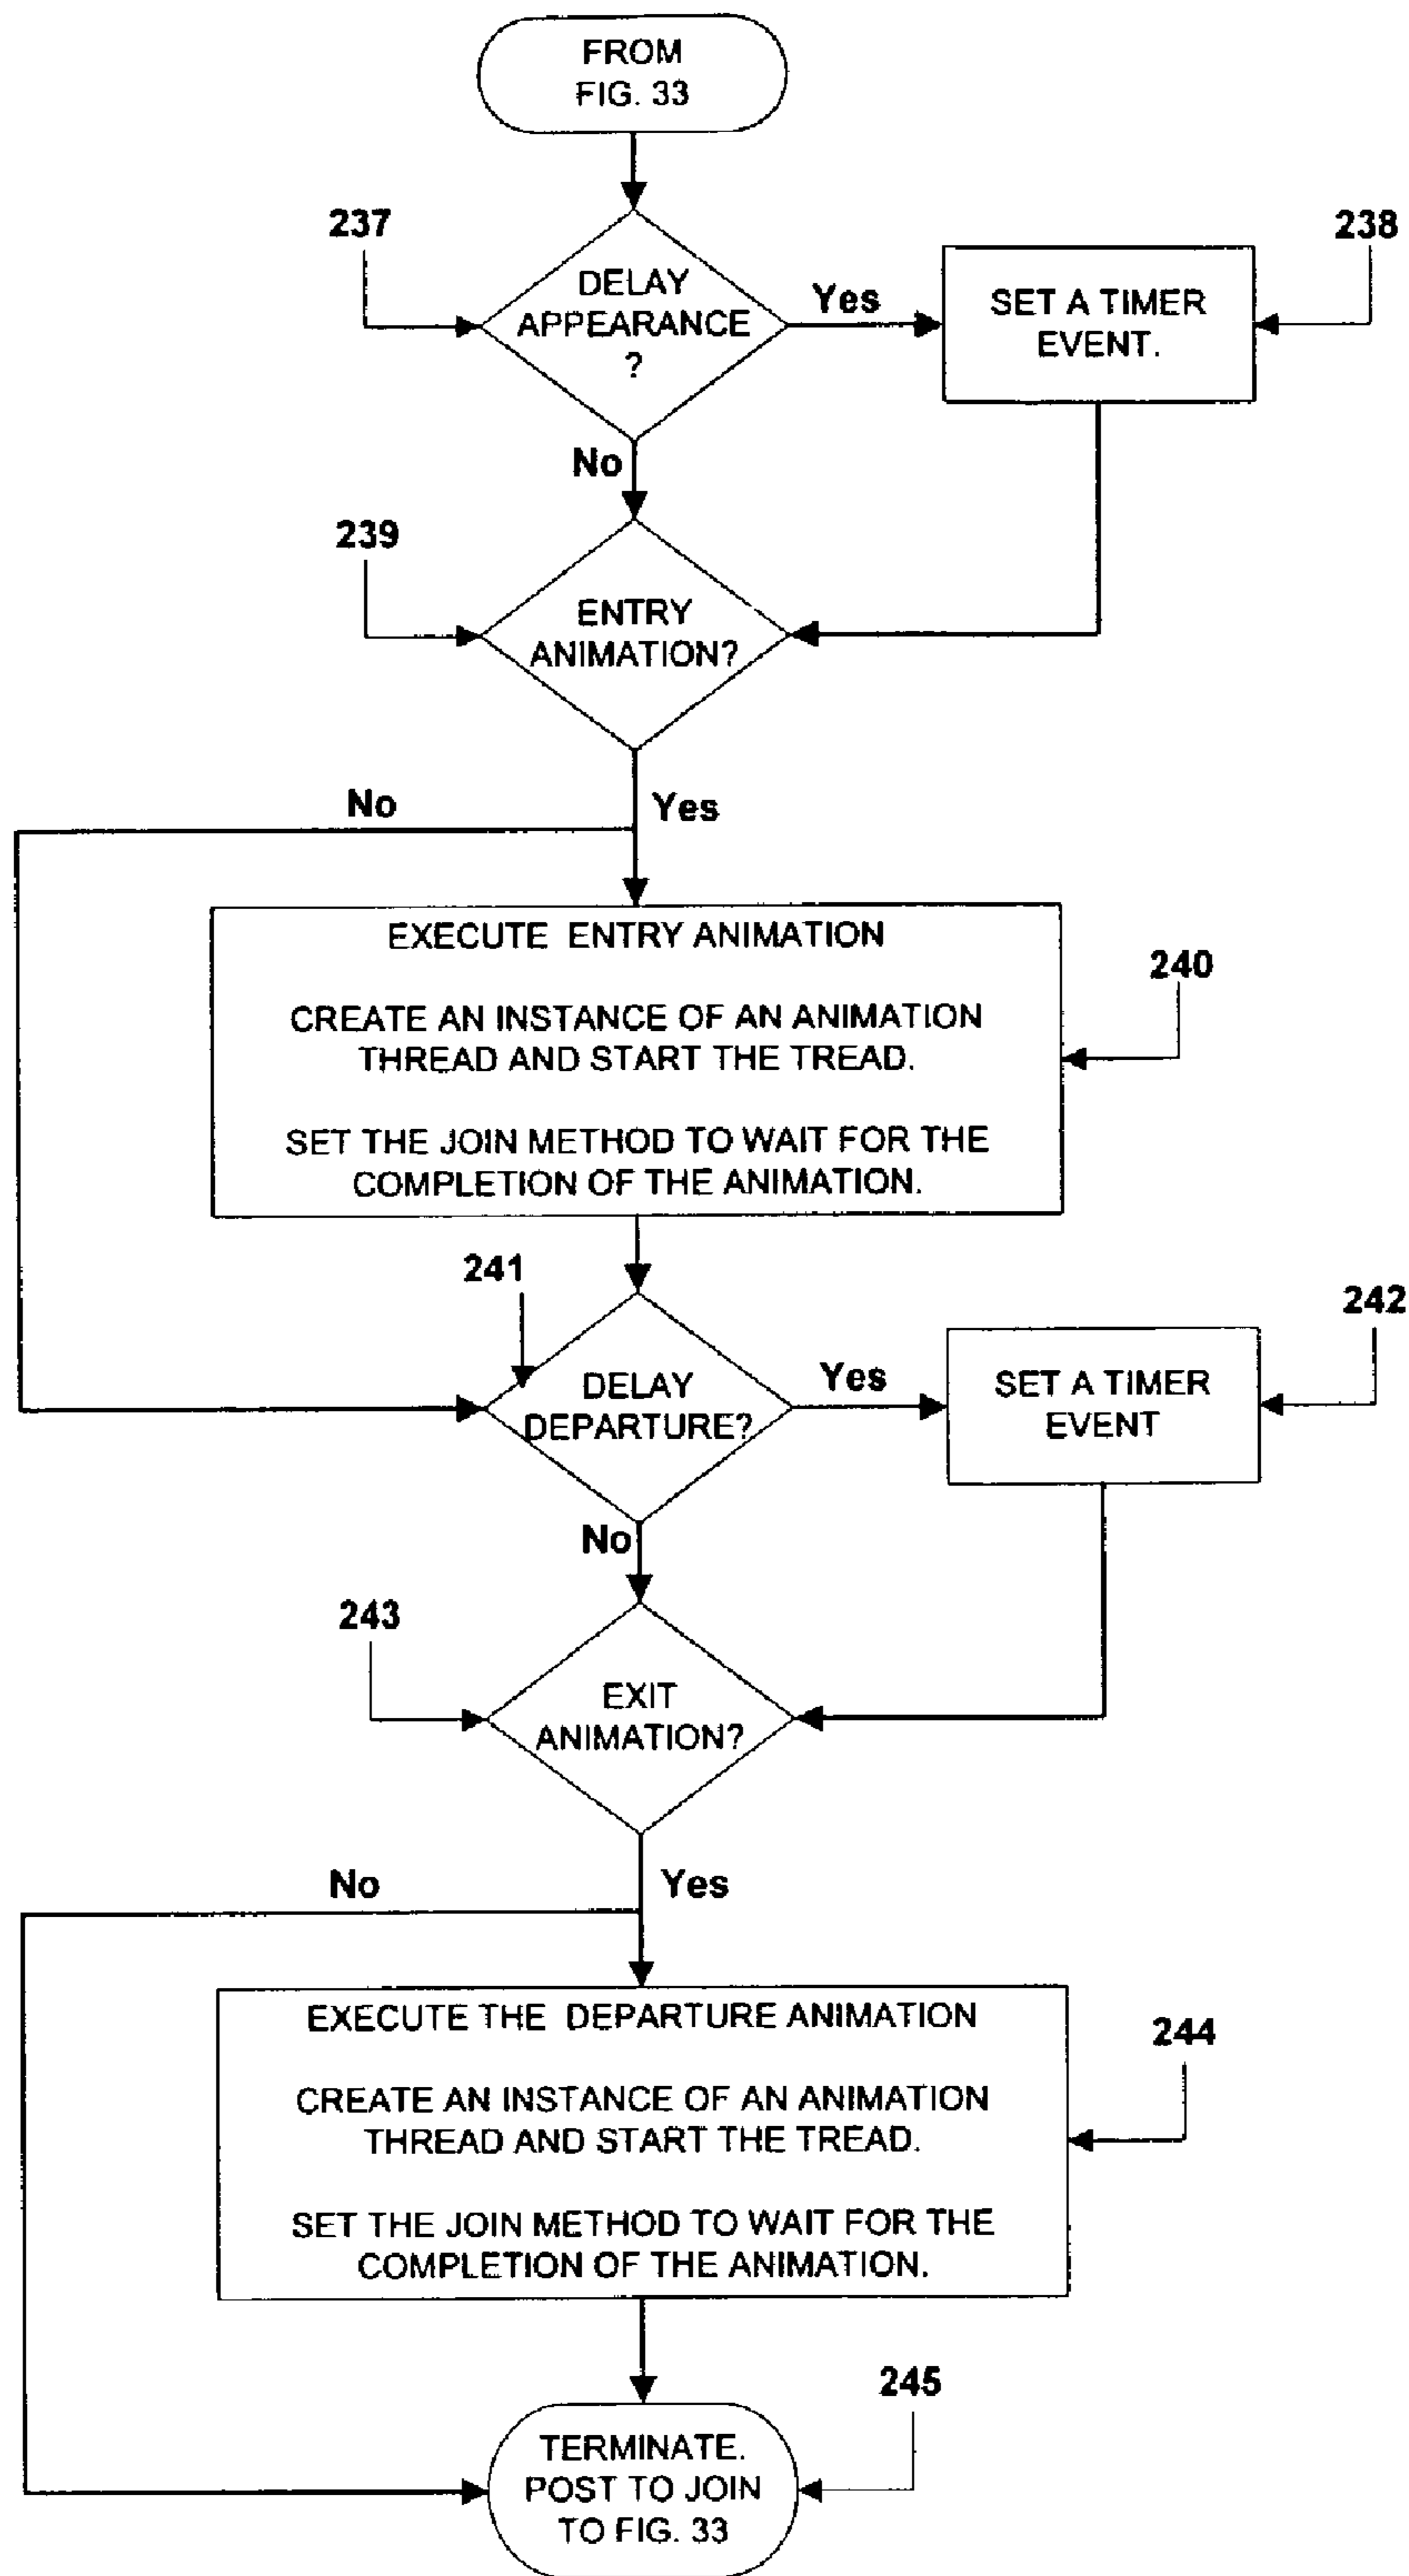 FROM
FIG. 33
237
238
DELAY
APPEARANCE
?
Yes
SET A TIMER
EVENT.
No
239
ENTRY
ANIMATION?
No
Yes
EXECUTE ENTRY ANIMATION
240
CREATE AN INSTANCE OF AN ANIMATION
THREAD AND START THE TREAD.
SET THE JOIN METHOD TO WAIT FOR THE
COMPLETION OF THE ANIMATION.
241
242
DELAY
DEPARTURE?
Yes
SET A TIMER
EVENT
No
243
EXIT
ANIMATION?
No
Yes
EXECUTE THE DEPARTURE ANIMATION
244
CREATE AN INSTANCE OF AN ANIMATION
THREAD AND START THE TREAD.
SET THE JOIN METHOD TO WAIT FOR THE
COMPLETION OF THE ANIMATION.
245
TERMINATE.
POST TO JOIN
TO FIG. 33